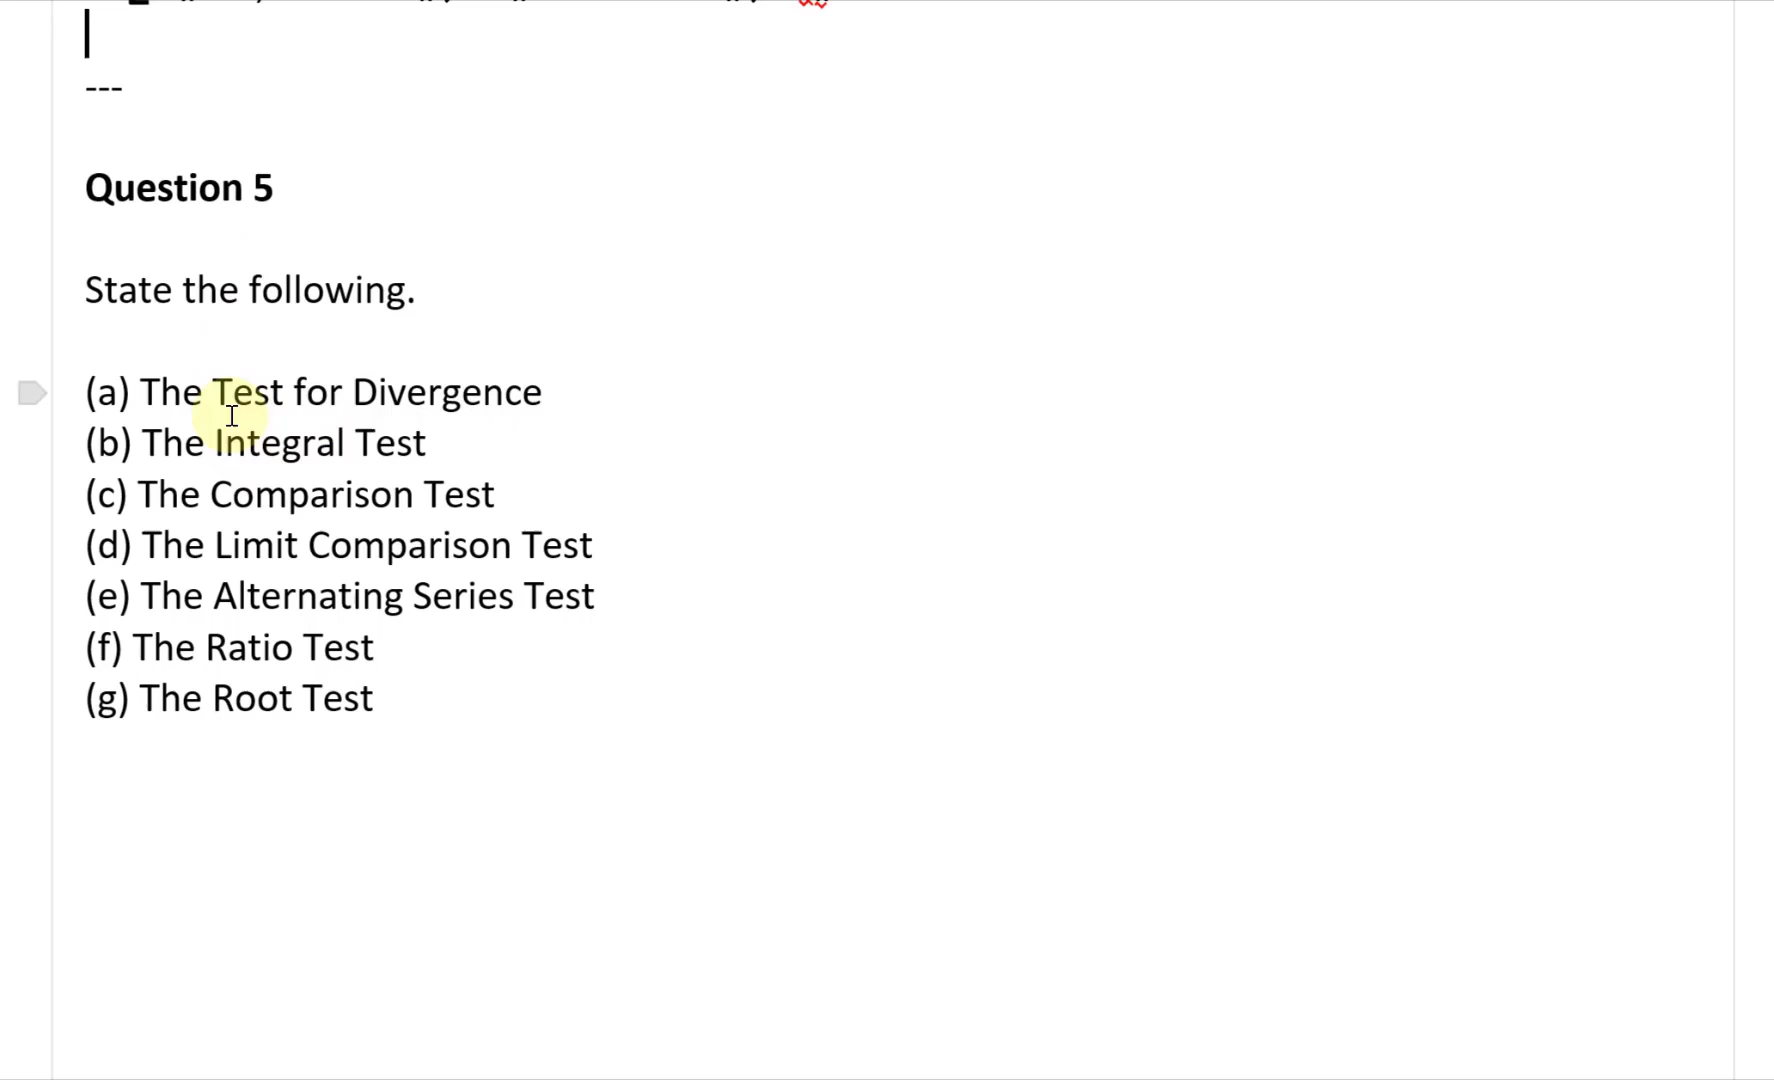 ---
Question 5
State the following.
(a) The Test for Divergence
(b) The Integral Test
(c) The Comparison Test
(d) The Limit Comparison Test
(e) The Alternating Series Test
(f) The Ratio Test
(g) The Root Test